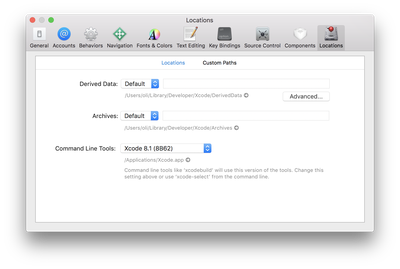 Locations
General Accounts Behaviors Navigation Fonts & Colors Text Editing Key Bindings Source Control Components Locations
Locations Custom Paths
Derived Data: Default
/Users/oli/Library/Developer/Xcode/DerivedData
Advanced...
Archives: Default
/Users/oli/Library/Developer/Xcode/Archives
Command Line Tools: Xcode 8.1 (8B62)
/Applications/Xcode.app
Command line tools like 'xcodebuild' will use this version of the tools. Change this
setting above or use 'xcode-select' from the command line.